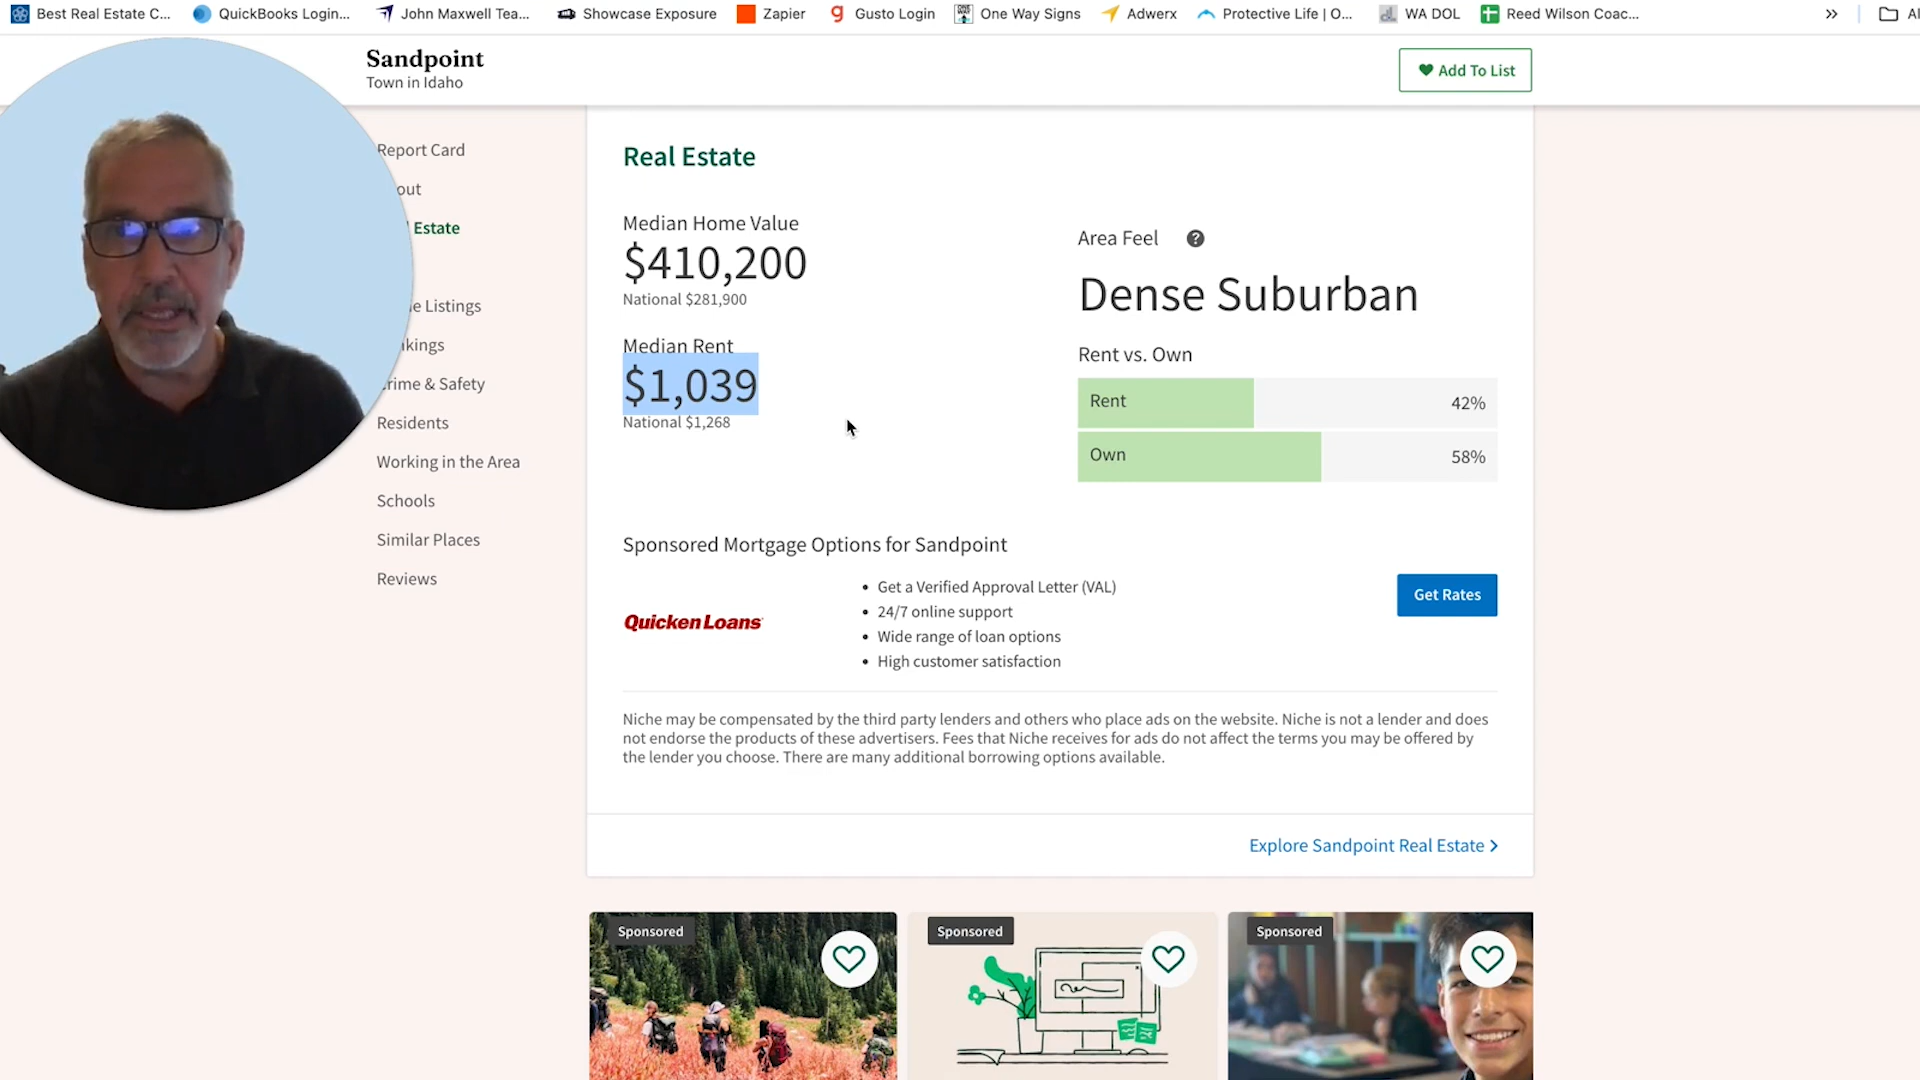 Best Real Estate C...
QuickBooks Login...
John Maxwell Tea...
Showcase Exposure
Zapier
Gusto Login
One Way Signs
Adwerx
Protective Life | O...
WA DOL
Reed Wilson Coac...
Sandpoint
Town in Idaho
Add To List
Report Card
out
Estate
e Listings
kings
rime & Safety
Residents
Working in the Area
Schools
Similar Places
Reviews
Real Estate
Median Home Value
$410,200
National $281,900
Median Rent
$1,039
National $1,268
Area Feel
Dense Suburban
Rent vs. Own
Rent 42%
Own 58%
Sponsored Mortgage Options for Sandpoint
Quicken Loans
• Get a Verified Approval Letter (VAL)
• 24/7 online support
• Wide range of loan options
• High customer satisfaction
Get Rates
Niche may be compensated by the third party lenders and others who place ads on the website. Niche is not a lender and does
not endorse the products of these advertisers. Fees that Niche receives for ads do not affect the terms you may be offered by
the lender you choose. There are many additional borrowing options available.
Explore Sandpoint Real Estate
Sponsored
Sponsored
Sponsored